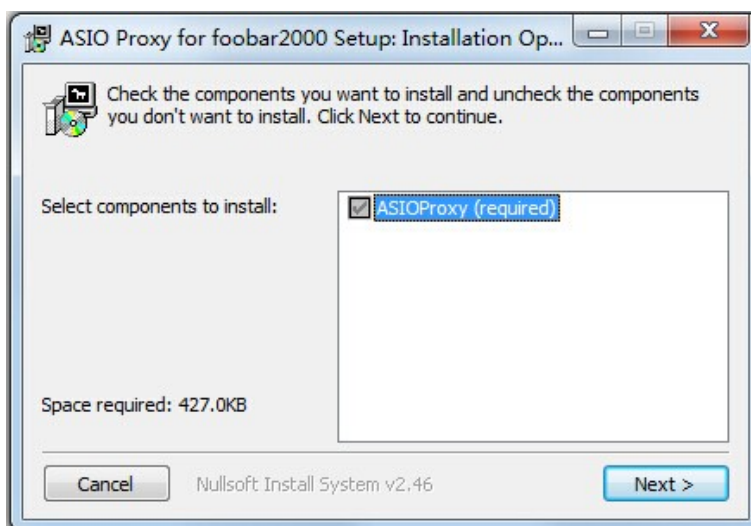 ASIO Proxy for foobar2000 Setup: Installation Op...
Check the components you want to install and uncheck the components
you don't want to install. Click Next to continue.
Select components to install:
ASIOProxy (required)
Space required: 427.0KB
Cancel
Nullsoft Install System v2.46
Next >